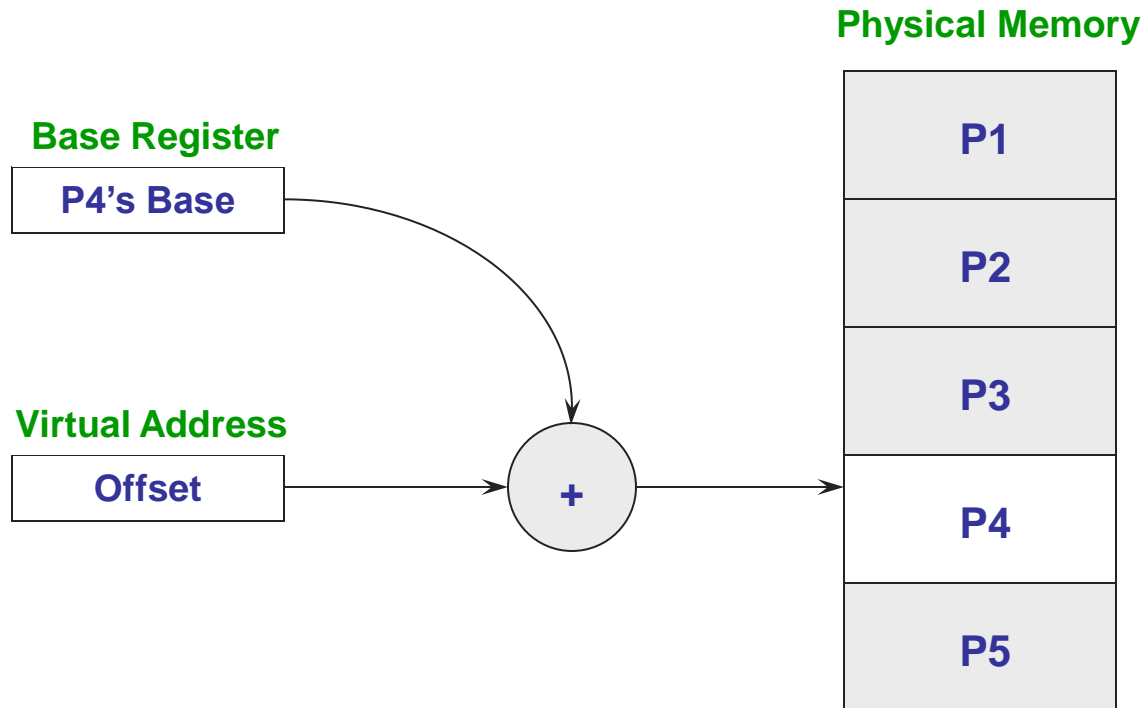 Physical Memory
Base Register
P4’s Base
Virtual Address
Offset
+
P1
P2
P3
P4
P5